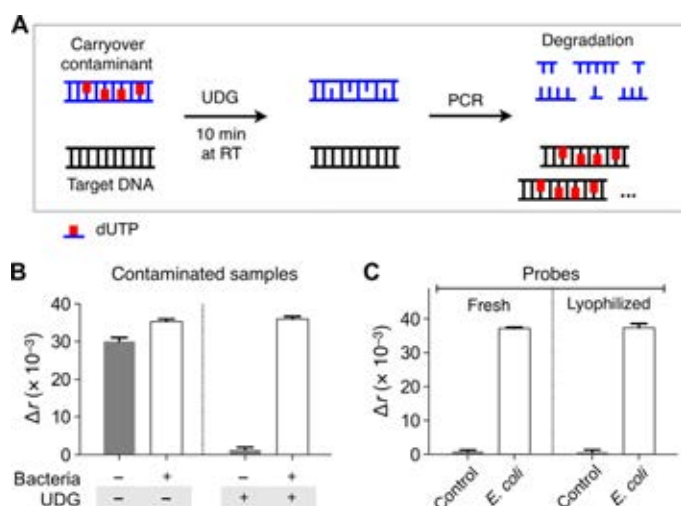 A
Carryover
contaminant
Target DNA
UDG
10 min
at RT
PCR
Degradation
...
dUTP
B
Contaminated samples
Δr (× 10⁻³)
40
30
20
10
0
Bacteria – + – +
UDG – – + +
C
Probes
Fresh
Lyophilized
Δr (× 10⁻³)
40
30
20
10
0
Control
E. coli
Control
E. coli